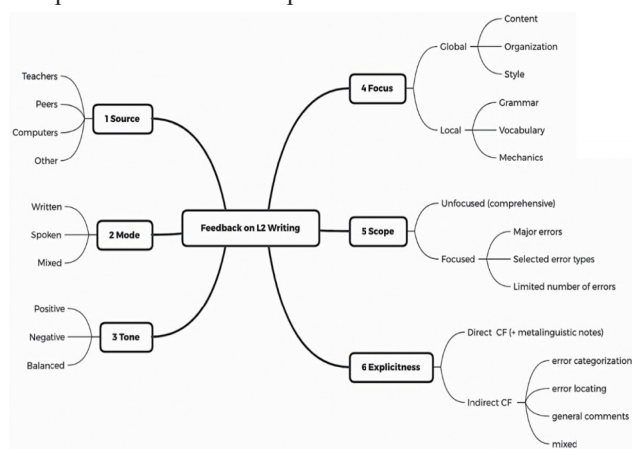 Feedback on L2 Writing
1 Source
Teachers
Peers
Computers
Other
2 Mode
Written
Spoken
Mixed
3 Tone
Positive
Negative
Balanced
4 Focus
Global
Content
Organization
Style
Local
Grammar
Vocabulary
Mechanics
5 Scope
Unfocused (comprehensive)
Focused
Major errors
Selected error types
Limited number of errors
6 Explicitness
Direct CF (+ metalinguistic notes)
Indirect CF
error categorization
error locating
general comments
mixed